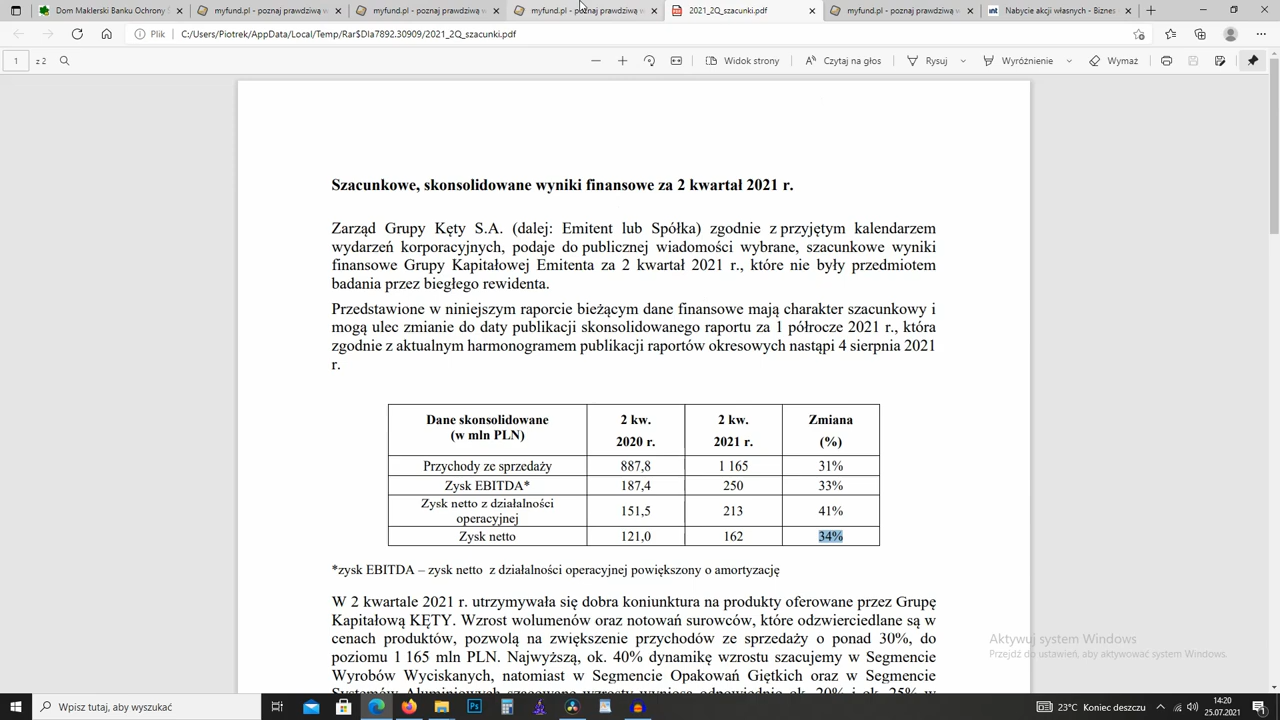 Dom Maklerski Banku Ochrony
myfund.pl - poznaj prawdziwą w
myfund.pl - poznaj prawdziwą w
myfund.pl - poznaj prawdziwą w
2021_2Q_szacunki.pdf
myfund.pl - poznaj prawdziwą w
int Nabycie akcji własnych - Biznes
Plik C:/Users/Piotrek/AppData/Local/Temp/Rar$DIa7892.30909/2021_2Q_szacunki.pdf
1 z 2 Widok strony Czytaj na głos Rysuj Wyróżnienie Wymaż
Szacunkowe, skonsolidowane wyniki finansowe za 2 kwartał 2021 r.
Zarząd Grupy Kęty S.A. (dalej: Emitent lub Spółka) zgodnie z przyjętym kalendarzem
wydarzeń korporacyjnych, podaje do publicznej wiadomości wybrane, szacunkowe wyniki
finansowe Grupy Kapitałowej Emitenta za 2 kwartał 2021 r., które nie były przedmiotem
badania przez biegłego rewidenta.
Przedstawione w niniejszym raporcie bieżącym dane finansowe mają charakter szacunkowy i
mogą ulec zmianie do daty publikacji skonsolidowanego raportu za 1 półrocze 2021 r., która
zgodnie z aktualnym harmonogramem publikacji raportów okresowych nastąpi 4 sierpnia 2021
r.
Dane skonsolidowane (w mln PLN) 2 kw. 2020 r. 2 kw. 2021 r. Zmiana (%)
Przychody ze sprzedaży 887,8 1 165 31%
Zysk EBITDA* 187,4 250 33%
Zysk netto z działalności operacyjnej 151,5 213 41%
Zysk netto 121,0 162 34%
*zysk EBITDA – zysk netto z działalności operacyjnej powiększony o amortyzację
W 2 kwartale 2021 r. utrzymywała się dobra koniunktura na produkty oferowane przez Grupę
Kapitałową KĘTY. Wzrost wolumenów oraz notowań surowców, które odzwierciedlane są w
cenach produktów, pozwolą na zwiększenie przychodów ze sprzedaży o ponad 30%, do
poziomu 1 165 mln PLN. Najwyższą, ok. 40% dynamikę wzrostu szacujemy w Segmencie
Wyrobów Wyciskanych, natomiast w Segmencie Opakowań Giętkich oraz w Segmencie
Systemów Aluminiowych szacowane wzrosty wyniosą odpowiednio ok. 20% i ok. 25% w
Aktywuj system Windows
Przejdź do ustawień, aby aktywować system Windows.
Wpisz tutaj, aby wyszukać
23°C Koniec deszczu
14:20
25.07.2021